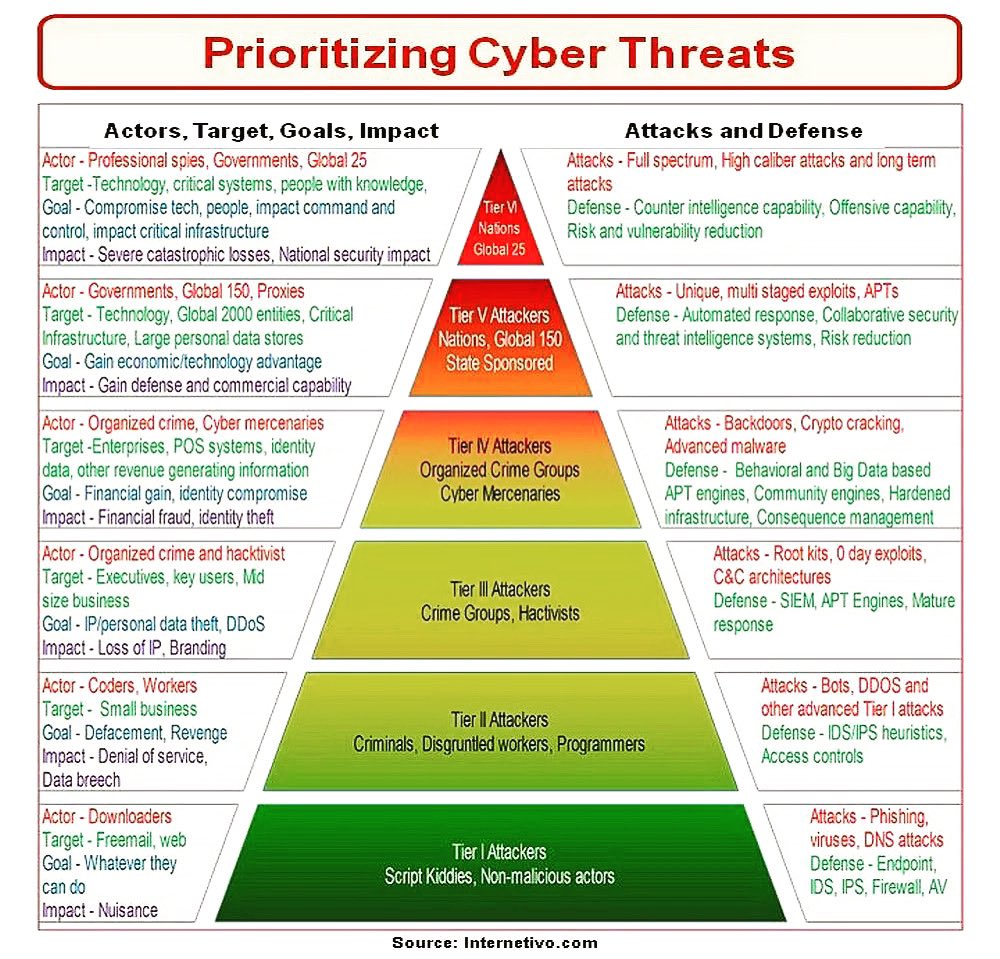 Prioritizing Cyber Threats
Actors, Target, Goals, Impact
Attacks and Defense
Actor - Professional spies, Governments, Global 25
Target -Technology, critical systems, people with knowledge,
Goal - Compromise tech, people, impact command and
control, impact critical infrastructure
Impact - Severe catastrophic losses, National security impact
Tier VI
Nations
Global 25
Attacks - Full spectrum, High caliber attacks and long term
attacks
Defense - Counter intelligence capability, Offensive capability,
Risk and vulnerability reduction
Actor - Governments, Global 150, Proxies
Target - Technology, Global 2000 entities, Critical
Infrastructure, Large personal data stores
Goal - Gain economic/technology advantage
Impact - Gain defense and commercial capability
Tier V Attackers
Nations, Global 150
State Sponsored
Attacks - Unique, multi staged exploits, APTs
Defense - Automated response, Collaborative security
and threat intelligence systems, Risk reduction
Actor - Organized crime, Cyber mercenaries
Target -Enterprises, POS systems, identity
data, other revenue generating information
Goal - Financial gain, identity compromise
Impact - Financial fraud, identity theft
Tier IV Attackers
Organized Crime Groups
Cyber Mercenaries
Attacks - Backdoors, Crypto cracking,
Advanced malware
Defense - Behavioral and Big Data based
APT engines, Community engines, Hardened
infrastructure, Consequence management
Actor - Organized crime and hacktivist
Target - Executives, key users, Mid
size business
Goal - IP/personal data theft, DDoS
Impact - Loss of IP, Branding
Tier III Attackers
Crime Groups, Hactivists
Attacks - Root kits, 0 day exploits,
C&C architectures
Defense - SIEM, APT Engines, Mature
response
Actor - Coders, Workers
Target - Small business
Goal - Defacement, Revenge
Impact - Denial of service,
Data breech
Tier II Attackers
Criminals, Disgruntled workers, Programmers
Attacks - Bots, DDOS and
other advanced Tier I attacks
Defense - IDS/IPS heuristics,
Access controls
Actor - Downloaders
Target - Freemail, web
Goal - Whatever they
can do
Impact - Nuisance
Tier I Attackers
Script Kiddies, Non-malicious actors
Attacks - Phishing,
viruses, DNS attacks
Defense - Endpoint,
IDS, IPS, Firewall, AV
Source: Internetivo.com